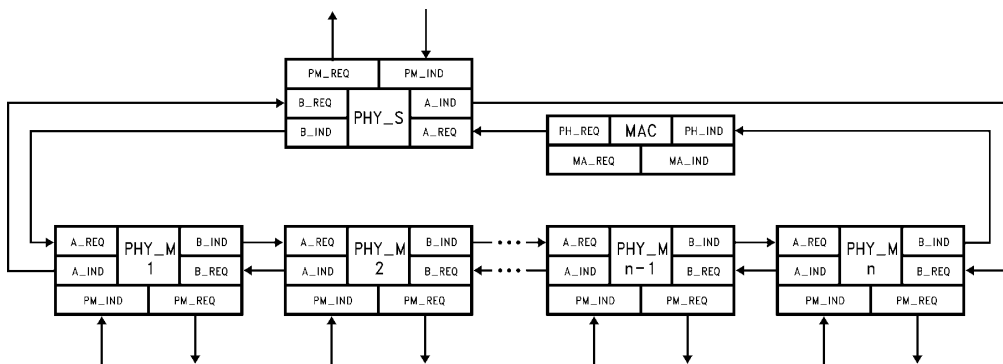 PM_REQ PM_IND
B_REQ PHY_S A_IND
B_IND A_REQ
PH_REQ MAC PH_IND
MA_REQ MA_IND
A_REQ PHY_M 1 B_IND
A_IND B_REQ
PM_IND PM_REQ
A_REQ PHY_M 2 B_IND
A_IND B_REQ
PM_IND PM_REQ
A_REQ PHY_M n-1 B_IND
A_IND B_REQ
PM_IND PM_REQ
A_REQ PHY_M n B_IND
A_IND B_REQ
PM_IND PM_REQ